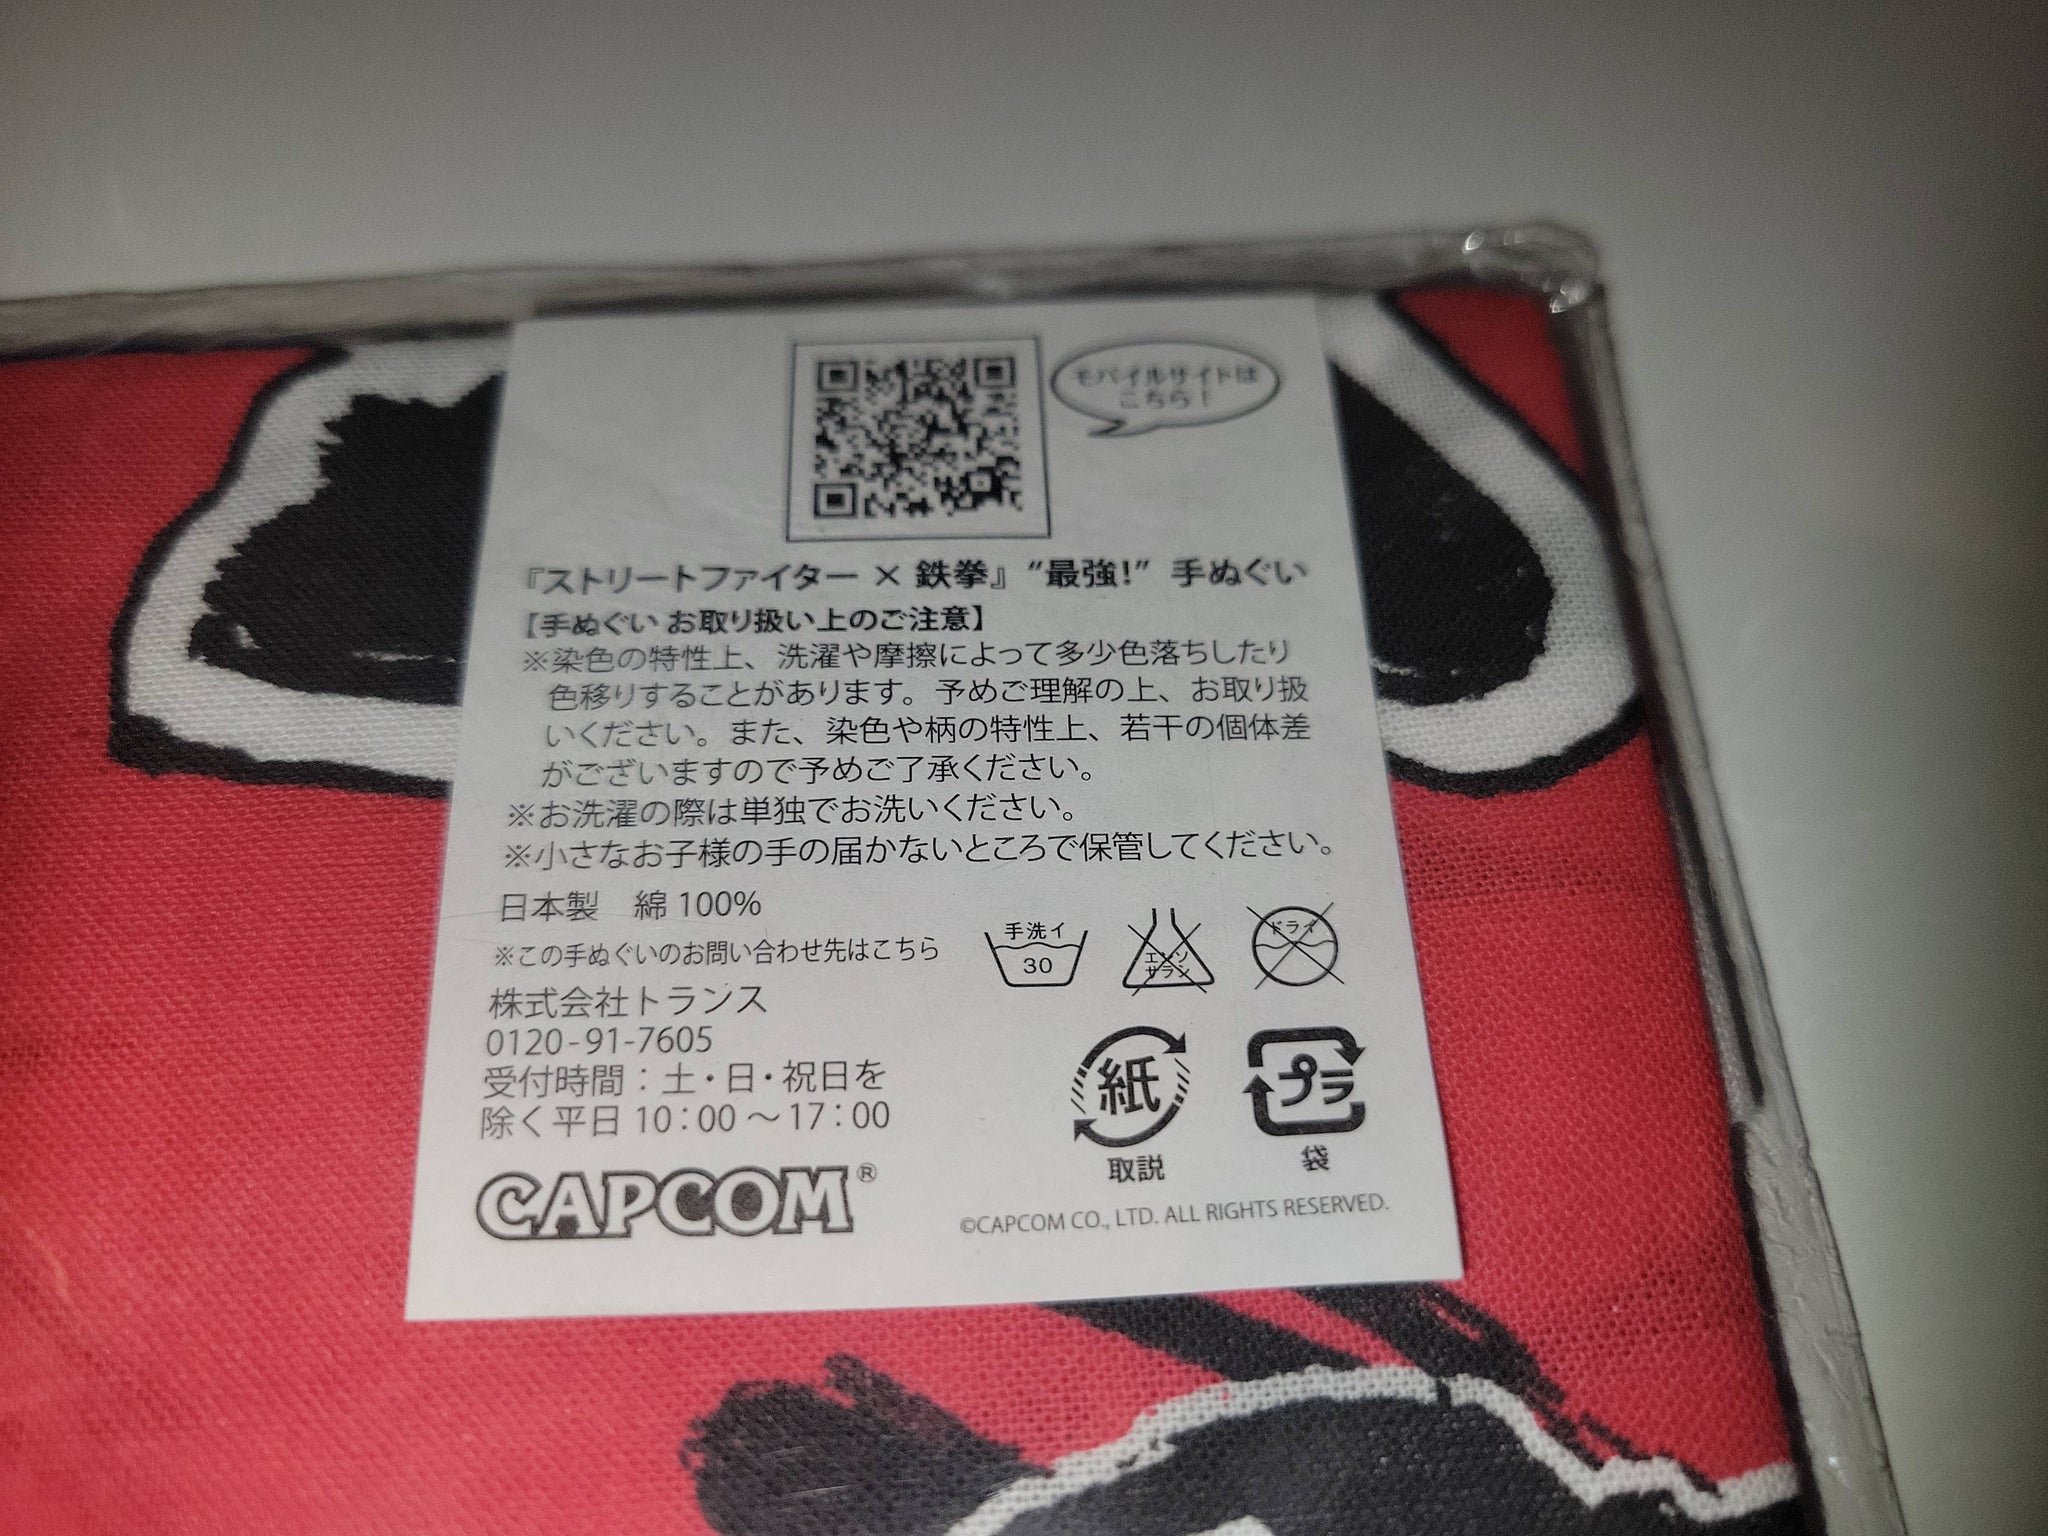 モバイルサイトは
こちら！
『ストリートファイター × 鉄拳』 “最強!” 手ぬぐい
【手ぬぐい お取り扱い上のご注意】
※染色の特性上、洗濯や摩擦によって多少色落ちしたり
色移りすることがあります。予めご理解の上、お取り扱
いください。また、染色や柄の特性上、若干の個体差
がございますので予めご了承ください。
※お洗濯の際は単独でお洗いください。
※小さなお子様の手の届かないところで保管してください。
日本製　綿 100%
手洗イ
30
エンソ
サラシ
ドライ
※この手ぬぐいのお問い合わせ先はこちら
株式会社トランス
0120-91-7605
受付時間：土・日・祝日を
除く平日 10：00 〜 17：00
紙
取説
プラ
袋
CAPCOM®
©CAPCOM CO., LTD. ALL RIGHTS RESERVED.